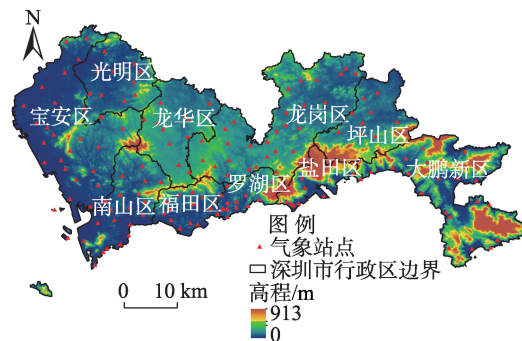 N
光明区
宝安区
龙华区
龙岗区
坪山区
盐田区
大鹏新区
罗湖区
南山区
福田区
图 例
气象站点
深圳市行政区边界
高程/m
913
0
0 10 km